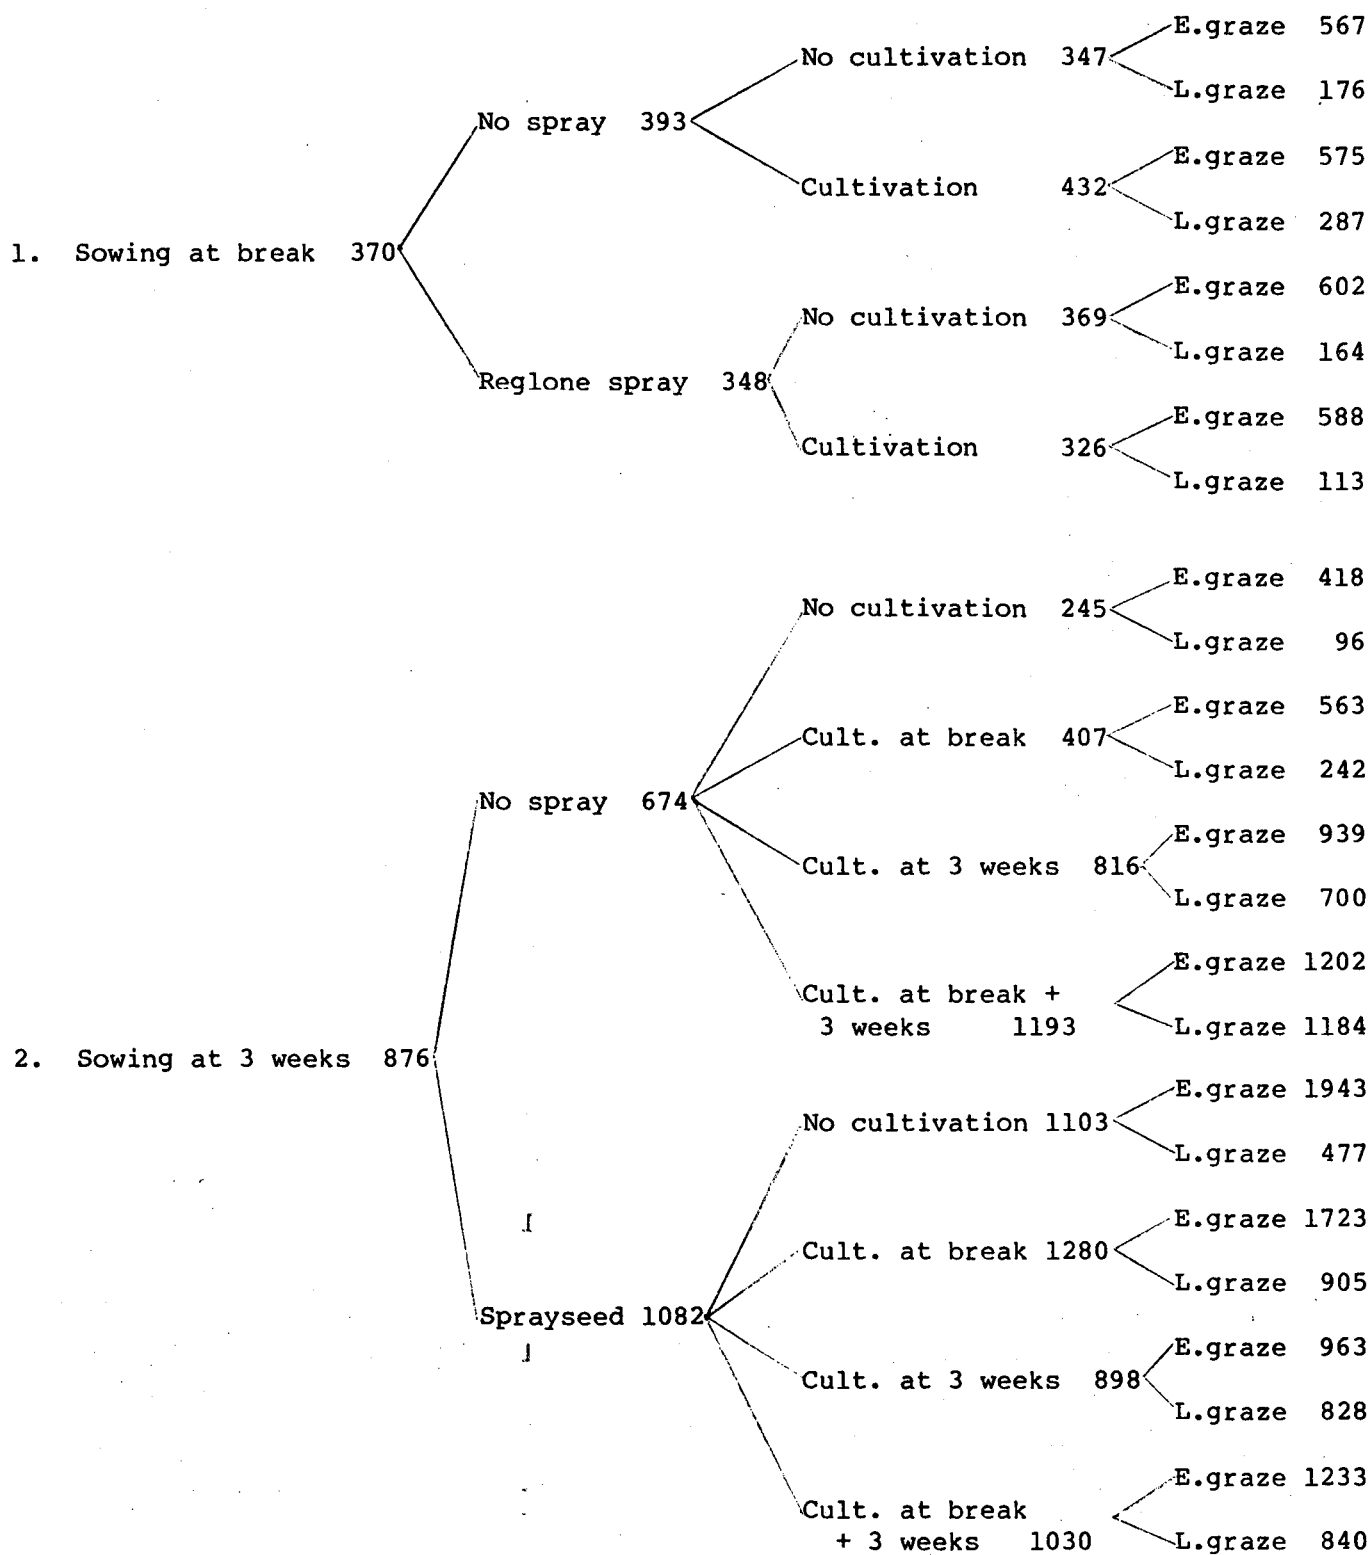 E.graze 567
No cultivation 347
L.graze 176
No spray 393
E.graze 575
Cultivation 432
L.graze 287
1. Sowing at break 370
E.graze 602
No cultivation 369
L.graze 164
Reglone spray 348
E.graze 588
Cultivation 326
L.graze 113
E.graze 418
No cultivation 245
L.graze 96
E.graze 563
Cult. at break 407
L.graze 242
No spray 674
E.graze 939
Cult. at 3 weeks 816
L.graze 700
E.graze 1202
Cult. at break +
3 weeks 1193
L.graze 1184
2. Sowing at 3 weeks 876
E.graze 1943
No cultivation 1103
L.graze 477
E.graze 1723
Cult. at break 1280
L.graze 905
Sprayseed 1082
E.graze 963
Cult. at 3 weeks 898
L.graze 828
E.graze 1233
Cult. at break
+ 3 weeks 1030
L.graze 840